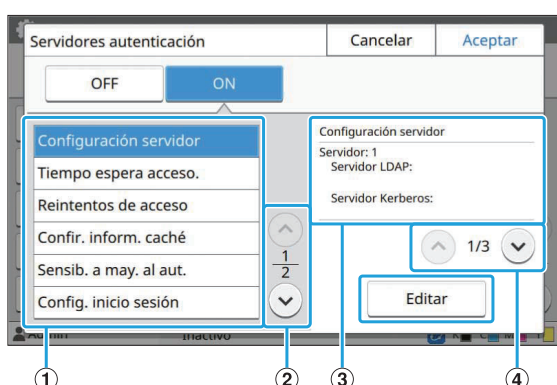 Servidores autenticación
Cancelar
Aceptar
OFF
ON
Configuración servidor
Tiempo espera acceso.
Reintentos de acceso
Confir. inform. caché
Sensib. a may. al aut.
Config. inicio sesión
1
2
Configuración servidor
Servidor: 1
Servidor LDAP:
Servidor Kerberos:
1/3
Editar
Admin
Inactivo
K C M Y
1 2 3 4